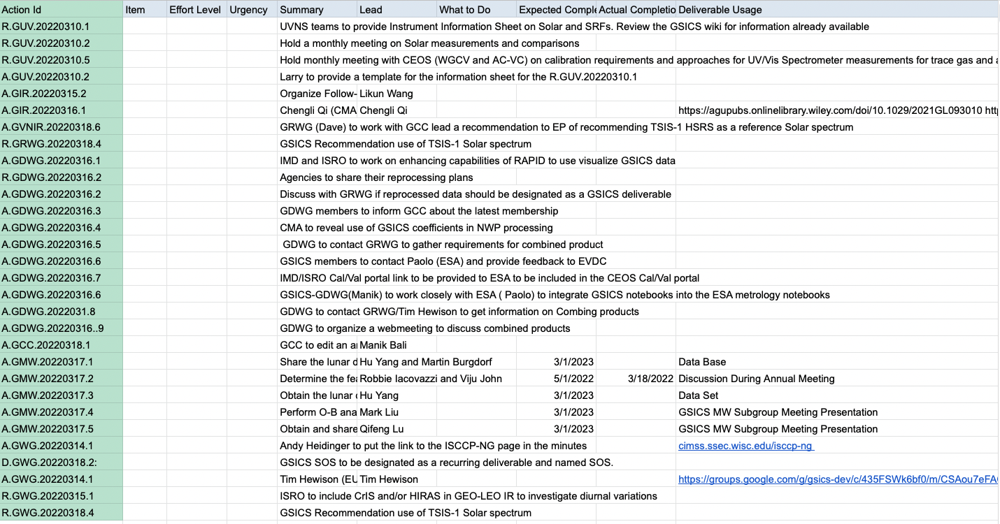 Action Id Item Effort Level Urgency Summary Lead What to Do Expected Comple Actual Completio Deliverable Usage
R.GUV.20220310.1 UVNS teams to provide Instrument Information Sheet on Solar and SRFs. Review the GSICS wiki for information already available
R.GUV.20220310.2 Hold a monthly meeting on Solar measurements and comparisons
R.GUV.20220310.5 Hold monthly meeting with CEOS (WGCV and AC-VC) on calibration requirements and approaches for UV/Vis Spectrometer measurements for trace gas and a
A.GUV.20220310.2 Larry to provide a template for the information sheet for the R.GUV.20220310.1
A.GIR.20220315.2 Organize Follow- Likun Wang
A.GIR.20220316.1 Chengli Qi (CMA Chengli Qi https://agupubs.onlinelibrary.wiley.com/doi/10.1029/2021GL093010 htt
A.GVNIR.20220318.6 GRWG (Dave) to work with GCC lead a recommendation to EP of recommending TSIS-1 HSRS as a reference Solar spectrum
R.GRWG.20220318.4 GSICS Recommendation use of TSIS-1 Solar spectrum
A.GDWG.20220316.1 IMD and ISRO to work on enhancing capabilities of RAPID to use visualize GSICS data
R.GDWG.20220316.2 Agencies to share their reprocessing plans
A.GDWG.20220316.2 Discuss with GRWG if reprocessed data should be designated as a GSICS deliverable
A.GDWG.20220316.3 GDWG members to inform GCC about the latest membership
A.GDWG.20220316.4 CMA to reveal use of GSICS coefficients in NWP processing
A.GDWG.20220316.5 GDWG to contact GRWG to gather requirements for combined product
A.GDWG.20220316.6 GSICS members to contact Paolo (ESA) and provide feedback to EVDC
A.GDWG.20220316.7 IMD/ISRO Cal/Val portal link to be provided to ESA to be included in the CEOS Cal/Val portal
A.GDWG.20220316.6 GSICS-GDWG(Manik) to work closely with ESA ( Paolo) to integrate GSICS notebooks into the ESA metrology notebooks
A.GDWG.2022031.8 GDWG to contact GRWG/Tim Hewison to get information on Combing products
A.GDWG.20220316..9 GDWG to organize a webmeeting to discuss combined products
A.GCC.20220318.1 GCC to edit an a Manik Bali
A.GMW.20220317.1 Share the lunar d Hu Yang and Martin Burgdorf 3/1/2023 Data Base
A.GMW.20220317.2 Determine the fea Robbie Iacovazzi and Viju John 5/1/2022 3/18/2022 Discussion During Annual Meeting
A.GMW.20220317.3 Obtain the lunar Hu Yang 3/1/2023 Data Set
A.GMW.20220317.4 Perform O-B ana Mark Liu 3/1/2023 GSICS MW Subgroup Meeting Presentation
A.GMW.20220317.5 Obtain and share Qifeng Lu 3/1/2023 GSICS MW Subgroup Meeting Presentation
A.GWG.20220314.1 Andy Heidinger to put the link to the ISCCP-NG page in the minutes cimss.ssec.wisc.edu/isccp-ng
D.GWG.20220318.2: GSICS SOS to be designated as a recurring deliverable and named SOS.
A.GWG.20220314.1 Tim Hewison (EU Tim Hewison https://groups.google.com/g/gsics-dev/c/435FSWk6bf0/m/CSAou7eFA
R.GWG.20220315.1 ISRO to include CrIS and/or HIRAS in GEO-LEO IR to investigate diurnal variations
R.GWG.20220318.4 GSICS Recommendation use of TSIS-1 Solar spectrum